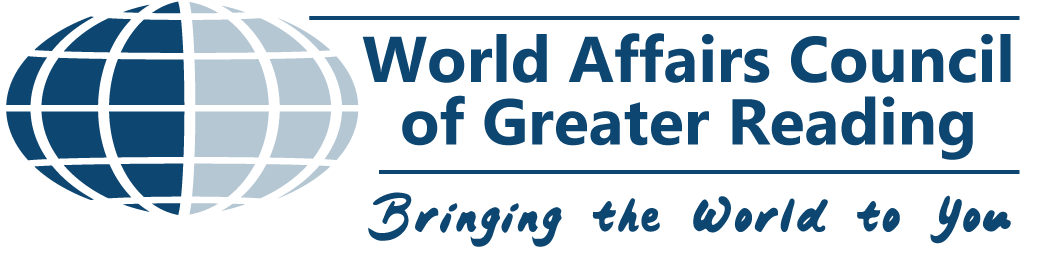 World Affairs Council
of Greater Reading
Bringing the World to You